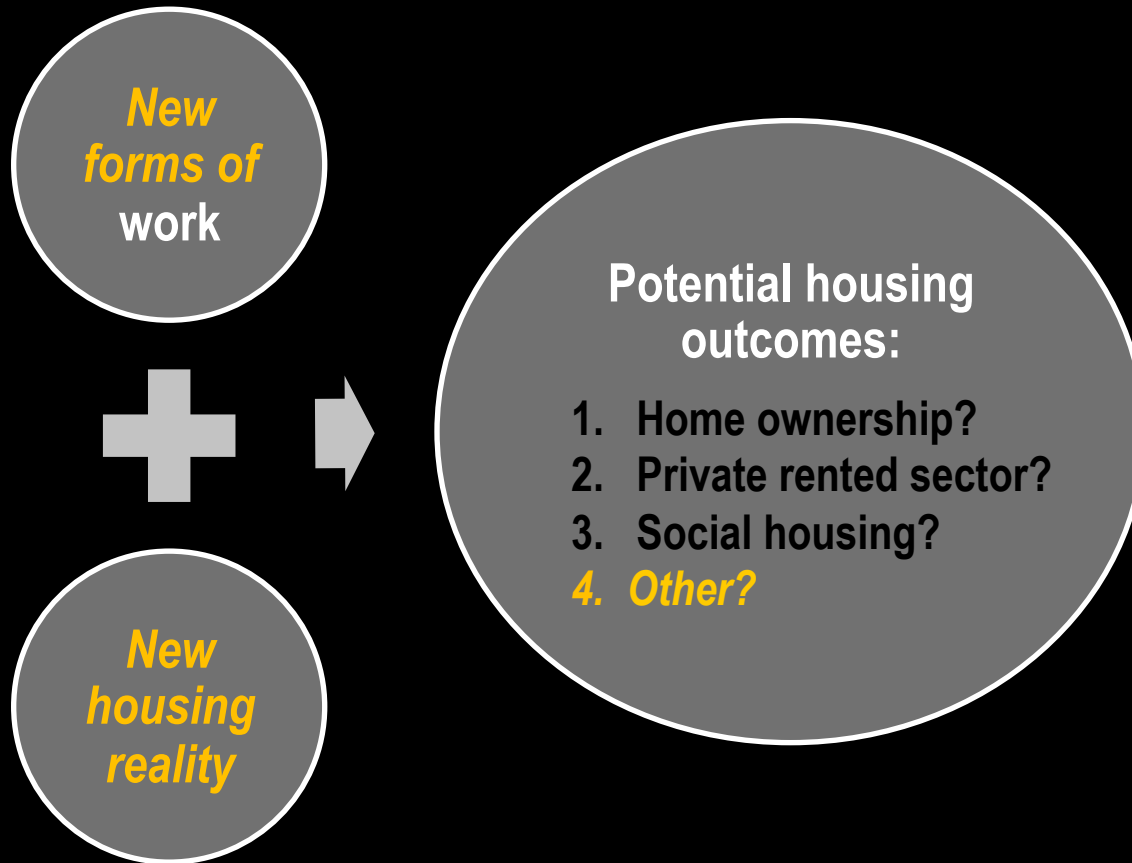 New
forms of
work
New
housing
reality
Potential housing
outcomes:
1. Home ownership?
2. Private rented sector?
3. Social housing?
4. Other?